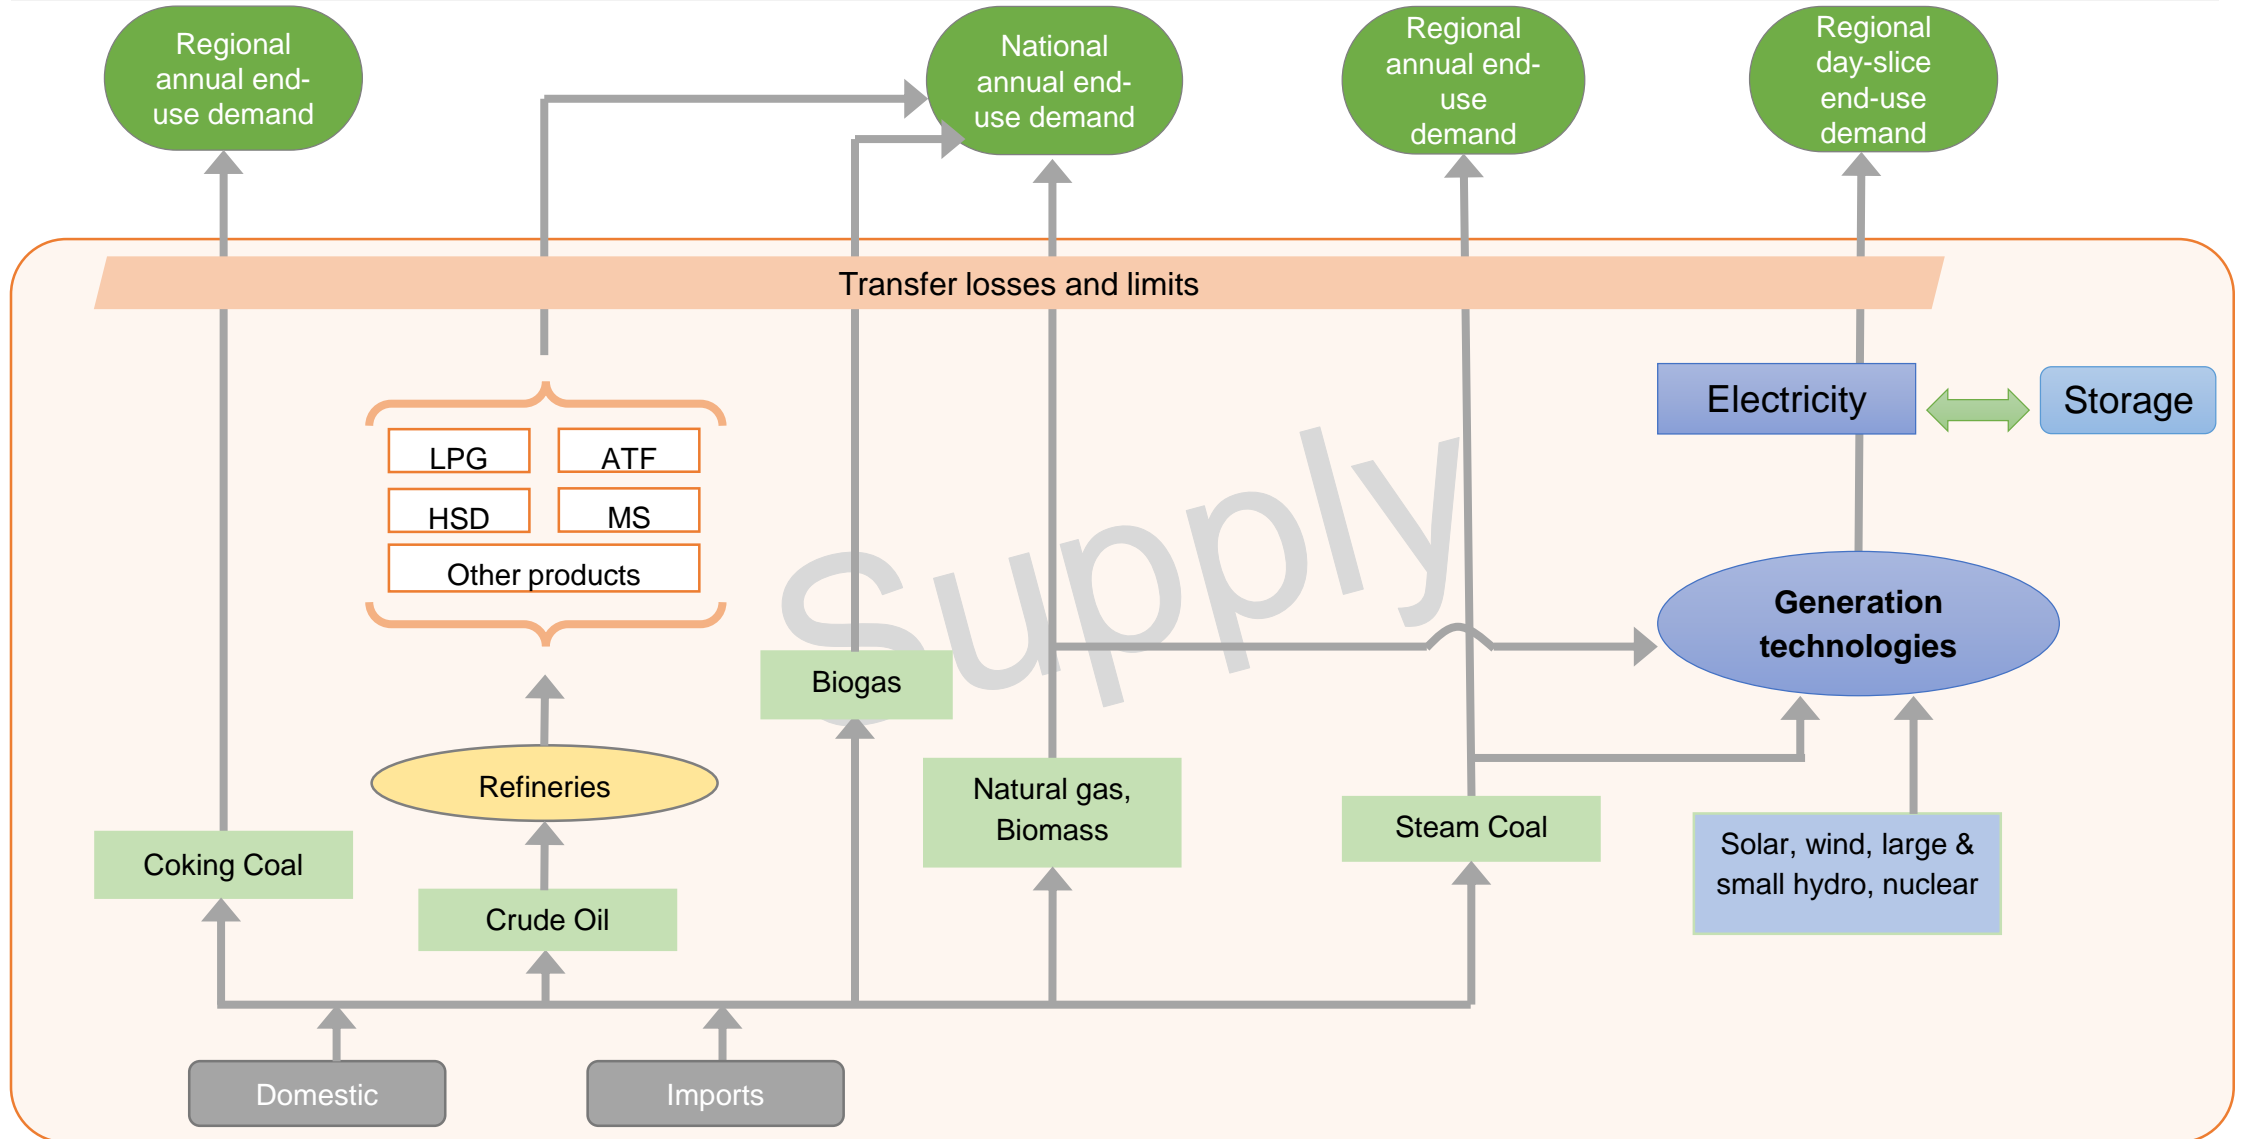 Regional
annual end-
use demand
National
annual end-
use demand
Regional
annual end-
use
demand
Regional
day-slice
end-use
demand
Transfer losses and limits
Electricity
Storage
LPG
ATF
HSD
MS
Other products
Supply
Generation
technologies
Biogas
Refineries
Natural gas,
Biomass
Steam Coal
Solar, wind, large &
small hydro, nuclear
Coking Coal
Crude Oil
Domestic
Imports